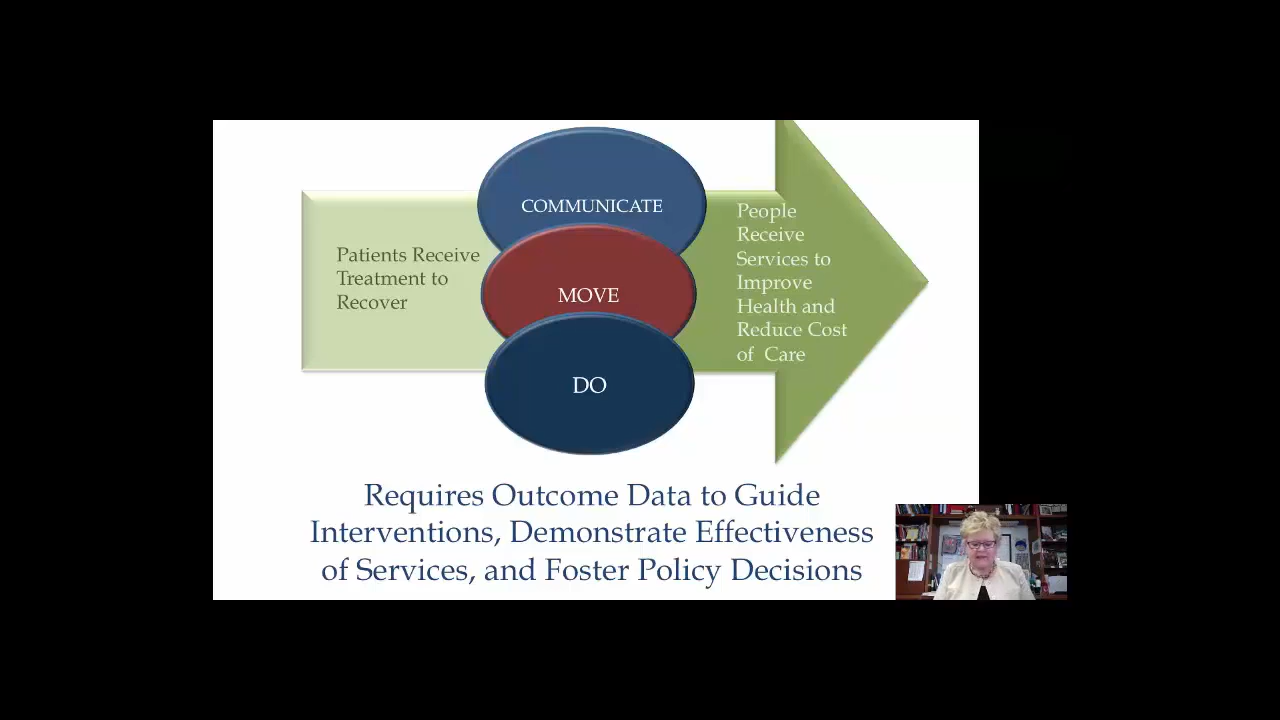 COMMUNICATE
MOVE
DO
Patients Receive
Treatment to
Recover
People
Receive
Services to
Improve
Health and
Reduce Cost
of Care
Requires Outcome Data to Guide
Interventions, Demonstrate Effectiveness
of Services, and Foster Policy Decisions